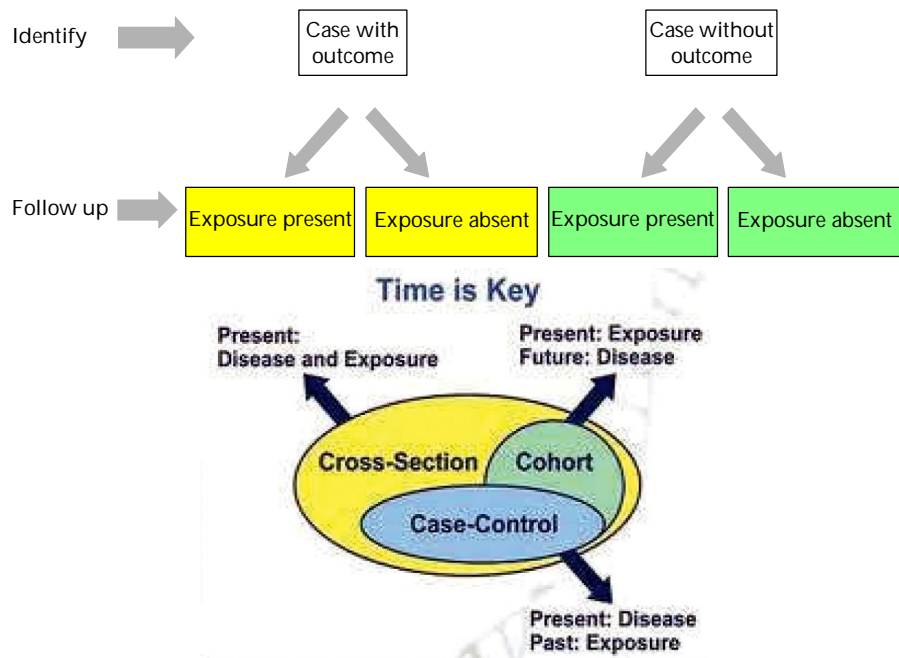 Identify
Case with
outcome
Case without
outcome
Follow up
Exposure present
Exposure absent
Exposure present
Exposure absent
Time is Key
Present:
Disease and Exposure
Present: Exposure
Future: Disease
Cross-Section
Cohort
Case-Control
Present: Disease
Past: Exposure